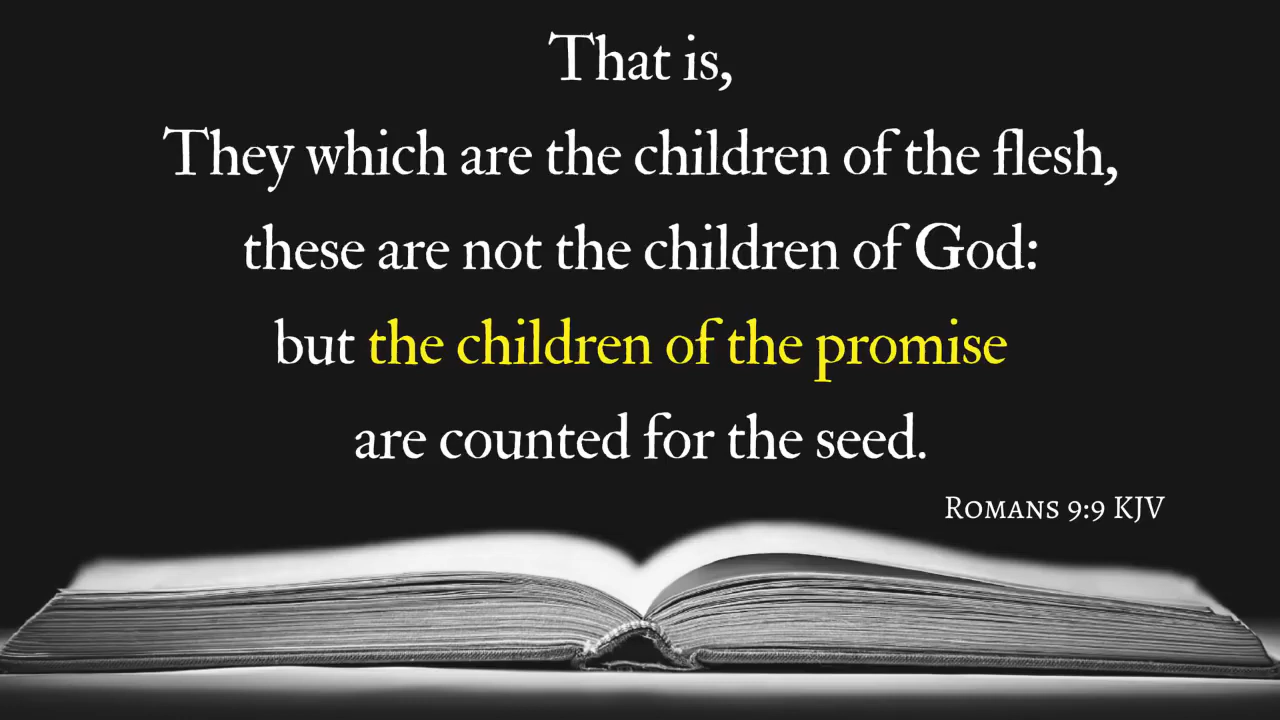 That is,
They which are the children of the flesh,
these are not the children of God:
but the children of the promise
are counted for the seed.
Romans 9:9 KJV